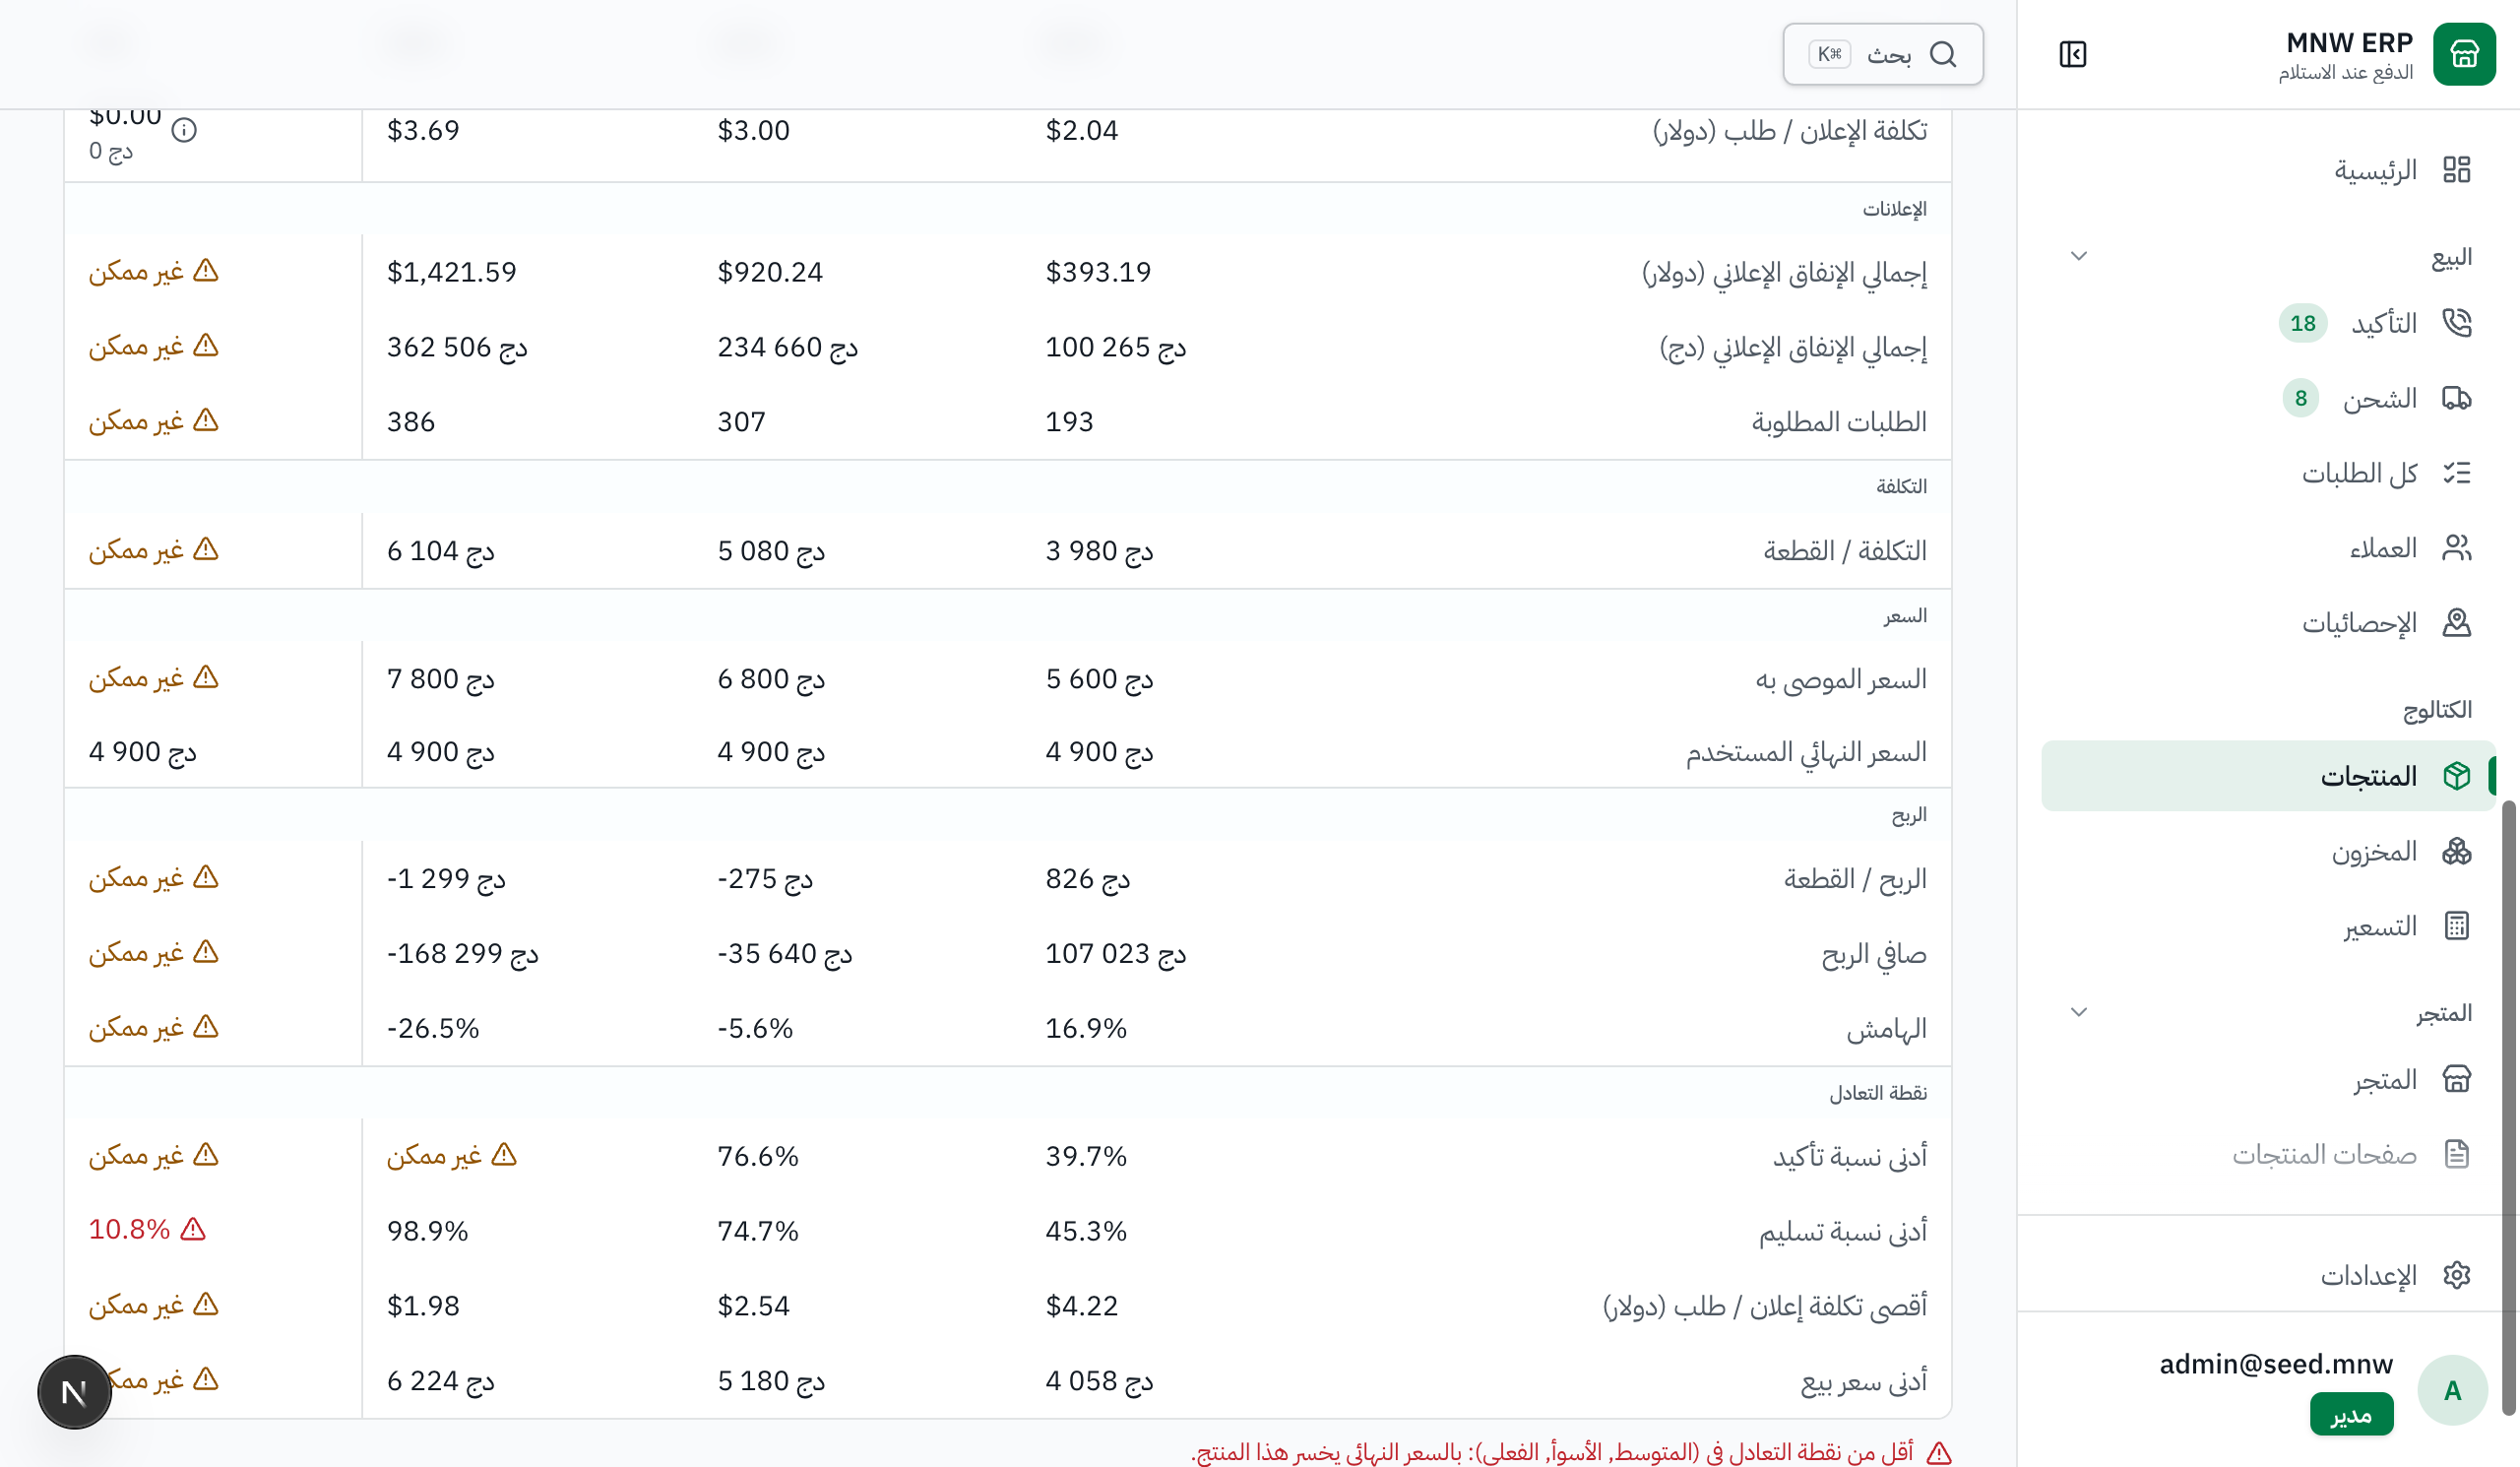 MNW ERP
الدفع عند الاستلام
بحث ⌘K
الرئيسية
البيع
التأكيد 18
الشحن 8
كل الطلبات
العملاء
الإحصائيات
الكتالوج
المنتجات
المخزون
التسعير
المتجر
المتجر
صفحات المنتجات
الإعدادات
admin@seed.mnw
مدير
A
تكلفة الإعلان / طلب (دولار) $2.04 $3.00 $3.69 $0.00
دج 0
الإعلانات
إجمالي الإنفاق الإعلاني (دولار) $393.19 $920.24 $1,421.59 غير ممكن
إجمالي الإنفاق الإعلاني (دج) دج 100 265 دج 234 660 دج 362 506 غير ممكن
الطلبات المطلوبة 193 307 386 غير ممكن
التكلفة
التكلفة / القطعة دج 3 980 دج 5 080 دج 6 104 غير ممكن
السعر
السعر الموصى به دج 5 600 دج 6 800 دج 7 800 غير ممكن
السعر النهائي المستخدم دج 4 900 دج 4 900 دج 4 900 دج 4 900
الربح
الربح / القطعة دج 826 دج -275 دج -1 299 غير ممكن
صافي الربح دج 107 023 دج -35 640 دج -168 299 غير ممكن
الهامش 16.9% -5.6% -26.5% غير ممكن
نقطة التعادل
أدنى نسبة تأكيد 39.7% 76.6% غير ممكن غير ممكن
أدنى نسبة تسليم 45.3% 74.7% 98.9% 10.8%
أقصى تكلفة إعلان / طلب (دولار) $4.22 $2.54 $1.98 غير ممكن
أدنى سعر بيع دج 4 058 دج 5 180 دج 6 224 غير ممكن
أقل من نقطة التعادل في (المتوسط, الأسوأ, الفعلي): بالسعر النهائي يخسر هذا المنتج.
N